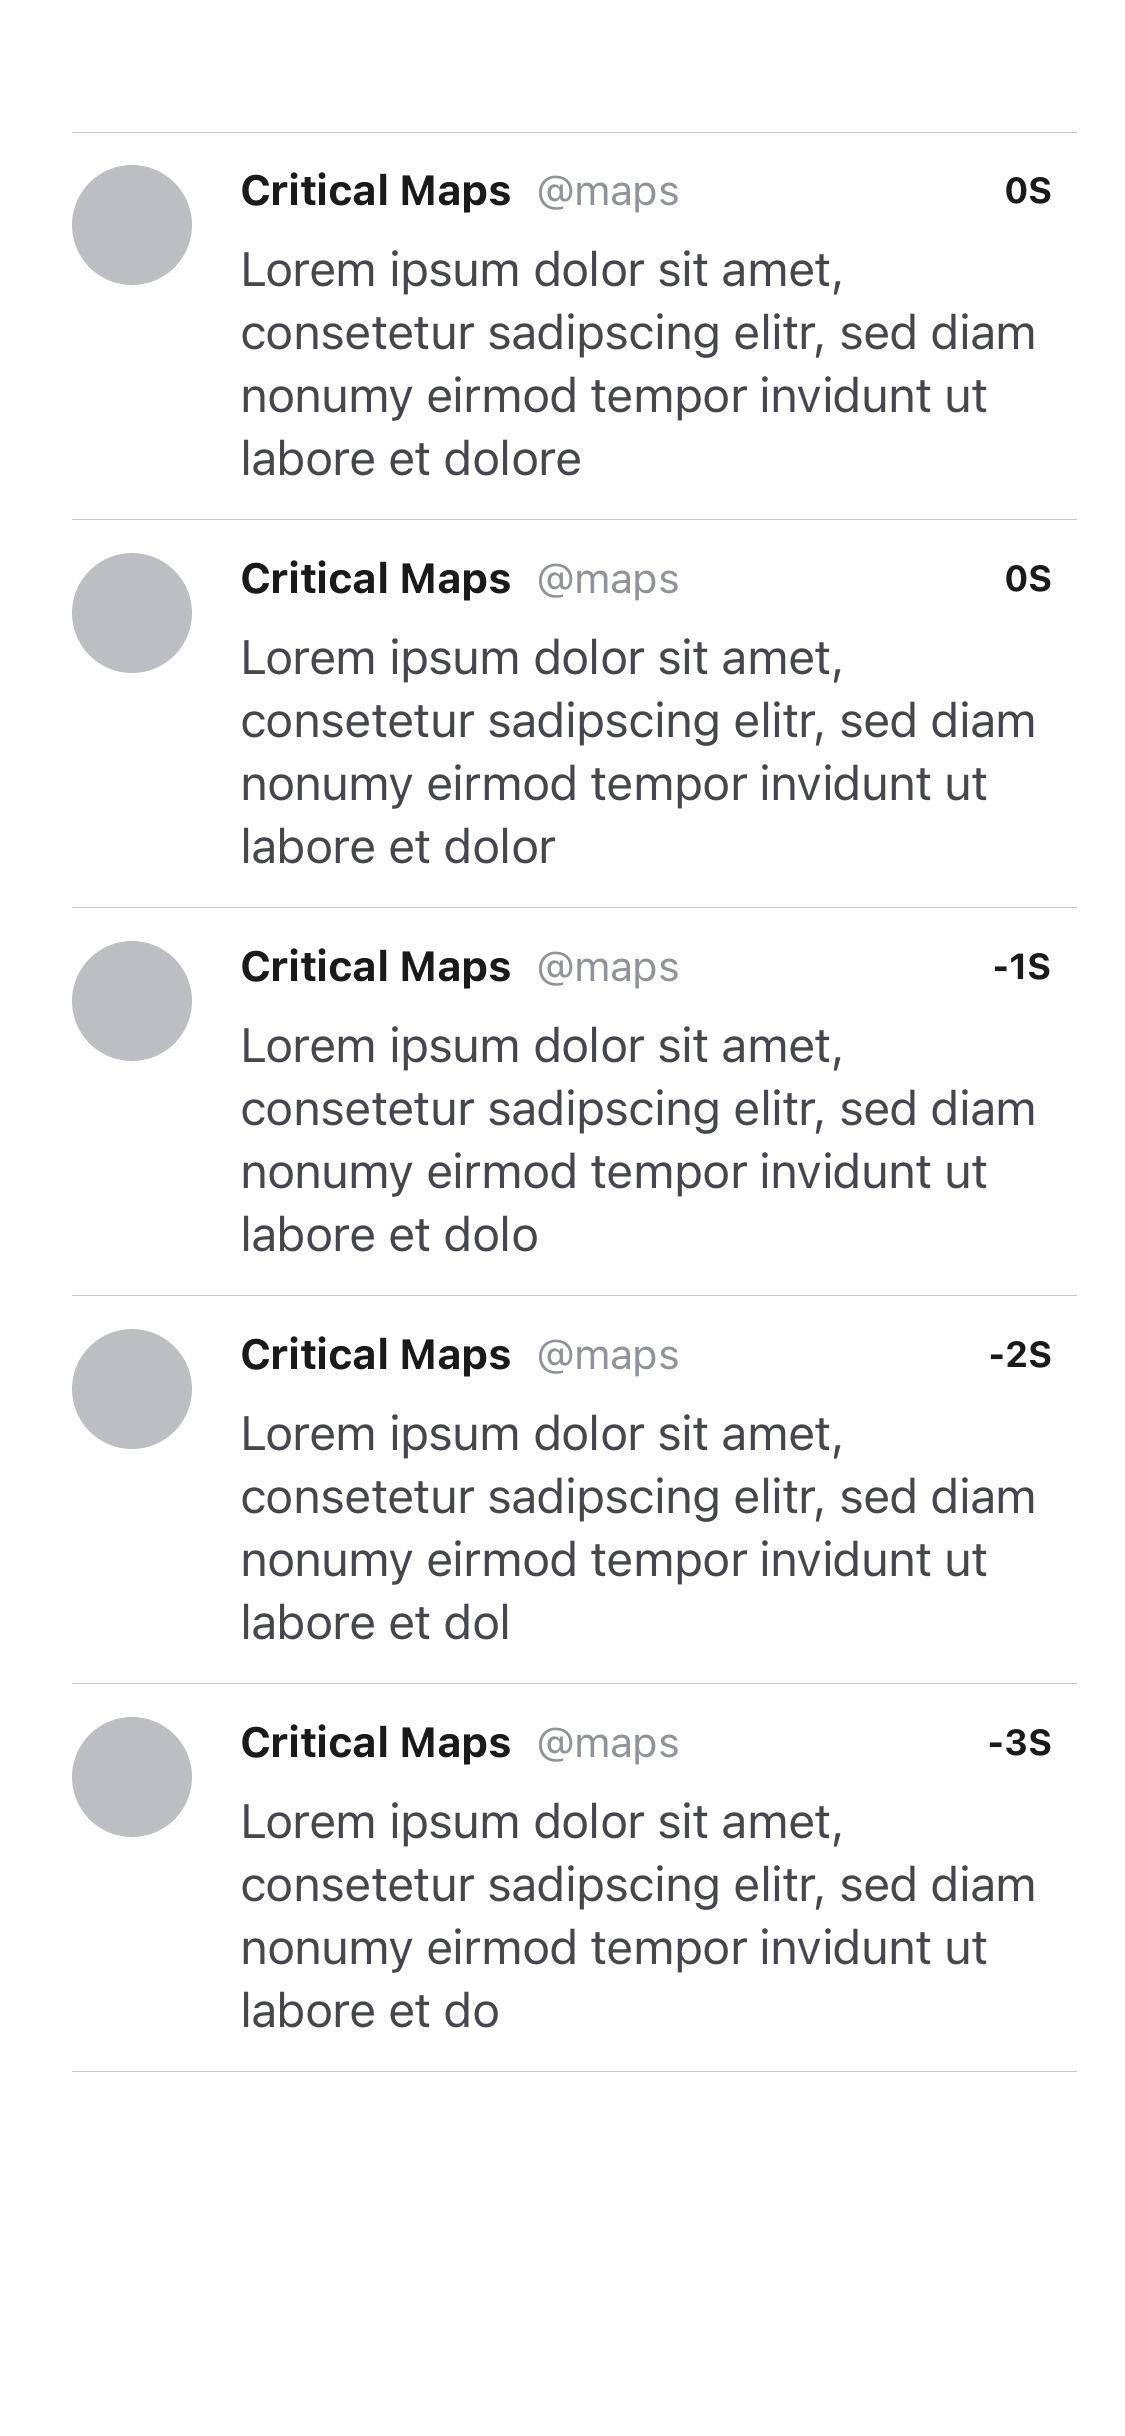 Critical Maps @maps 0S
Lorem ipsum dolor sit amet,
consetetur sadipscing elitr, sed diam
nonumy eirmod tempor invidunt ut
labore et dolore
Critical Maps @maps 0S
Lorem ipsum dolor sit amet,
consetetur sadipscing elitr, sed diam
nonumy eirmod tempor invidunt ut
labore et dolor
Critical Maps @maps -1S
Lorem ipsum dolor sit amet,
consetetur sadipscing elitr, sed diam
nonumy eirmod tempor invidunt ut
labore et dolo
Critical Maps @maps -2S
Lorem ipsum dolor sit amet,
consetetur sadipscing elitr, sed diam
nonumy eirmod tempor invidunt ut
labore et dol
Critical Maps @maps -3S
Lorem ipsum dolor sit amet,
consetetur sadipscing elitr, sed diam
nonumy eirmod tempor invidunt ut
labore et do